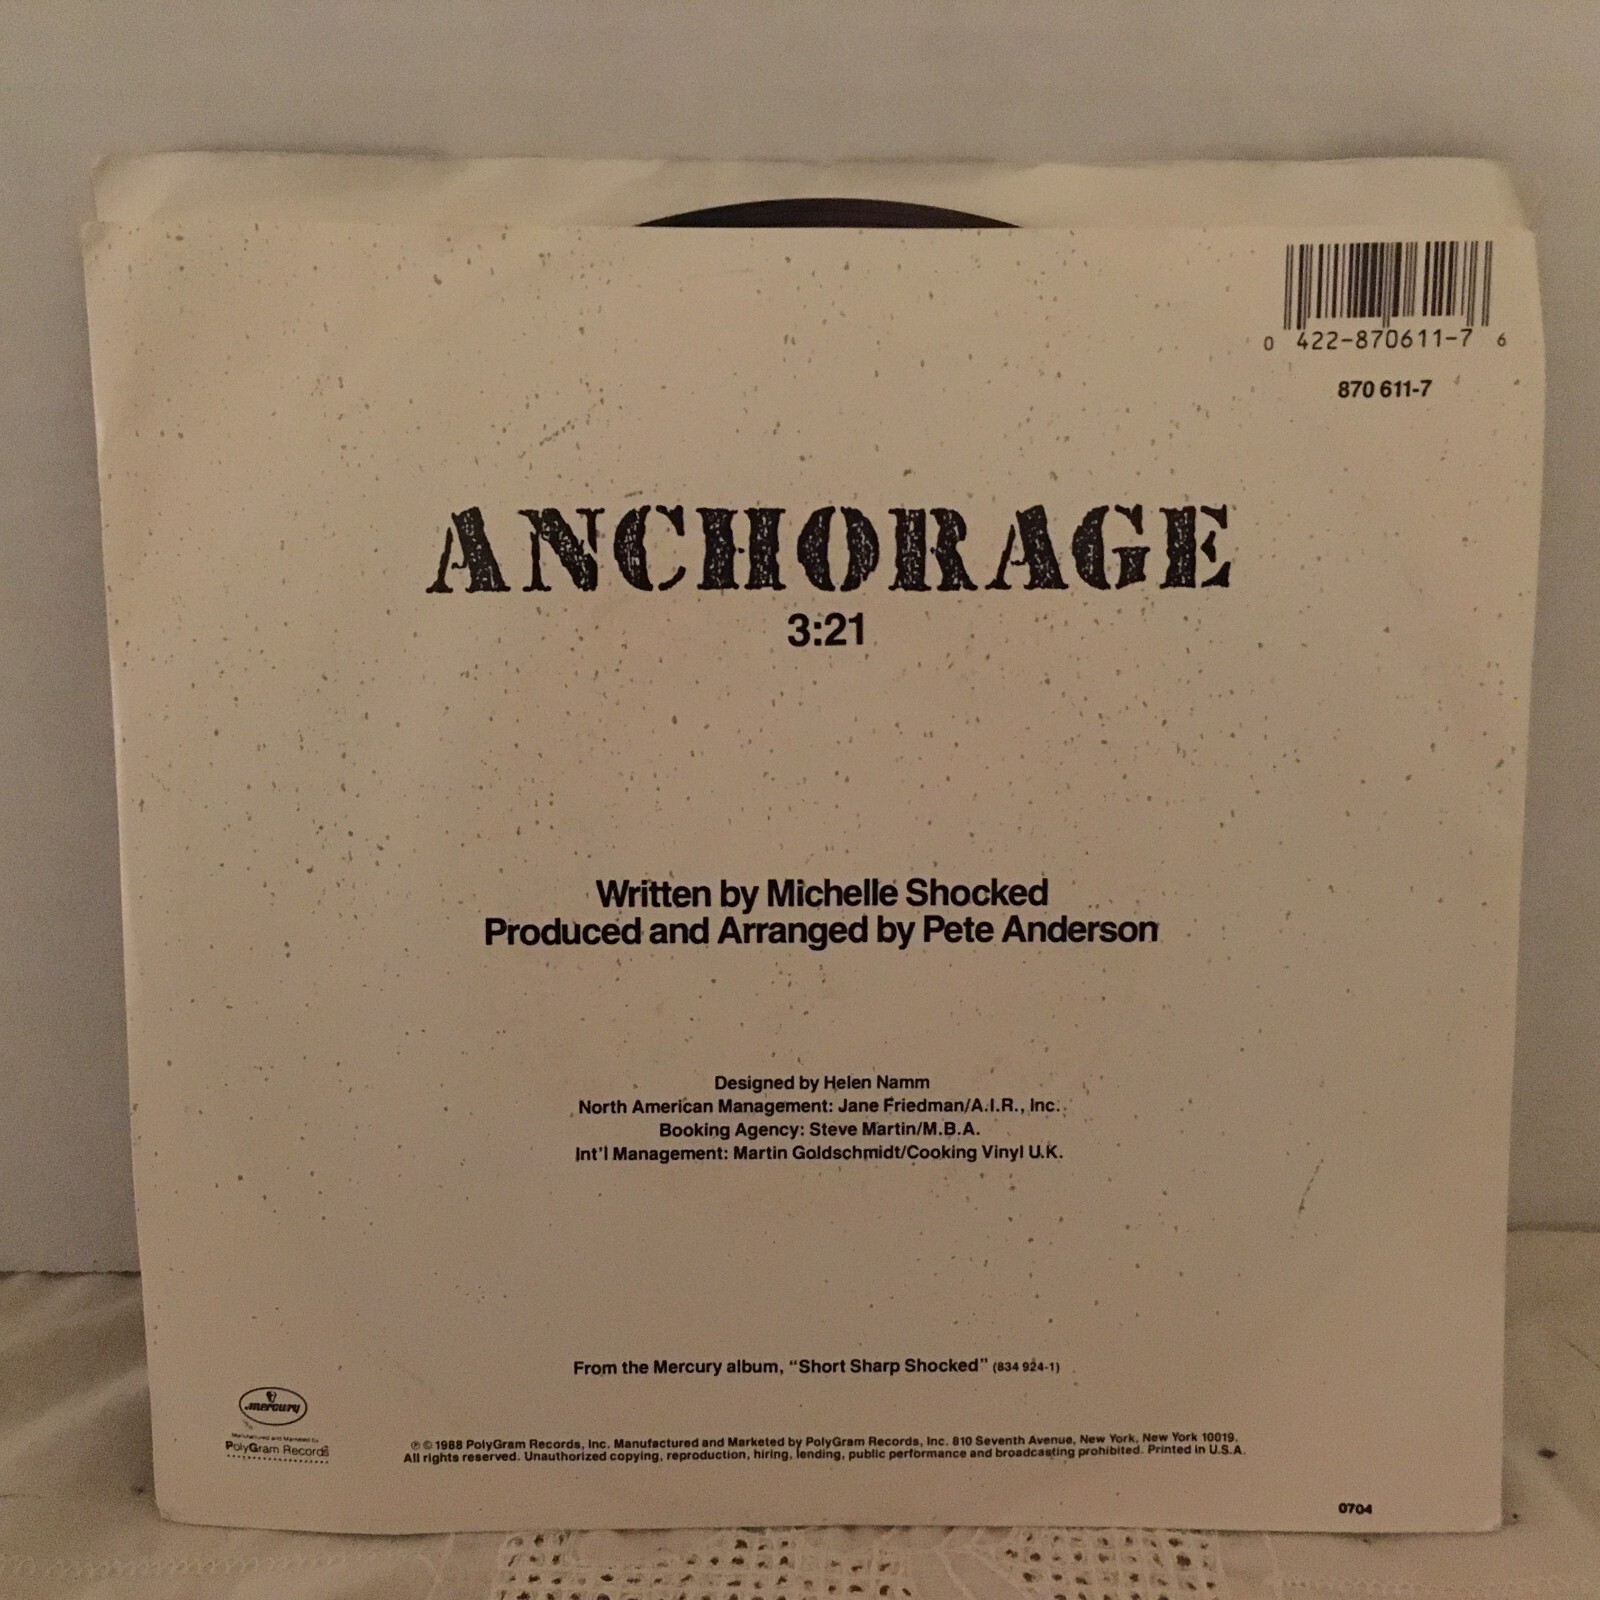 0 422-870611-7 6
870 611-7
ANCHORAGE
3:21
Written by Michelle Shocked
Produced and Arranged by Pete Anderson
Designed by Helen Namm
North American Management: Jane Friedman/A.I.R., Inc.
Booking Agency: Steve Martin/M.B.A.
Int'l Management: Martin Goldschmidt/Cooking Vinyl U.K.
From the Mercury album, "Short Sharp Shocked" (834 924-1)
mercury
Manufactured and Marketed by
PolyGram Records
℗ © 1988 PolyGram Records, Inc. Manufactured and Marketed by PolyGram Records, Inc. 810 Seventh Avenue, New York, New York 10019.
All rights reserved. Unauthorized copying, reproduction, hiring, lending, public performance and broadcasting prohibited. Printed in U.S.A.
0704